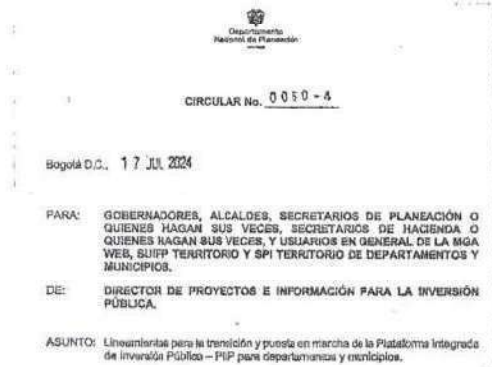 Departamento
Nacional de Planeación
CIRCULAR No. 0050-4
Bogotá D.C., 17 JUL 2024
PARA: GOBERNADORES, ALCALDES, SECRETARIOS DE PLANEACIÓN O
QUIENES HAGAN SUS VECES, SECRETARIOS DE HACIENDA O
QUIENES HAGAN SUS VECES, Y USUARIOS EN GENERAL DE LA MGA
WEB, SUIFP TERRITORIO Y SPI TERRITORIO DE DEPARTAMENTOS Y
MUNICIPIOS.
DE: DIRECTOR DE PROYECTOS E INFORMACIÓN PARA LA INVERSIÓN
PÚBLICA.
ASUNTO: Lineamientos para la transición y puesta en marcha de la Plataforma Integrada
de Inversión Pública – PIIP para departamentos y municipios.